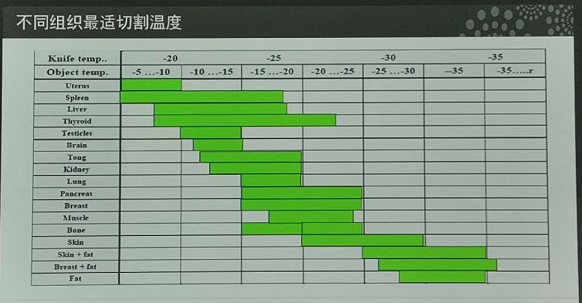 不同组织最适切割温度
Knife temp.. -20 -25 -30 -35
Object temp. -5 ...-10 -10 ...-15 -15 ...-20 -20 ...-25 -25 ...-30 --35 -35.....r
Uterus
Spleen
Liver
Thyroid
Testicles
Brain
Tong
Kidney
Lung
Pancreas
Breast
Muscle
Bone
Skin
Skin + fat
Breast + fat
Fat